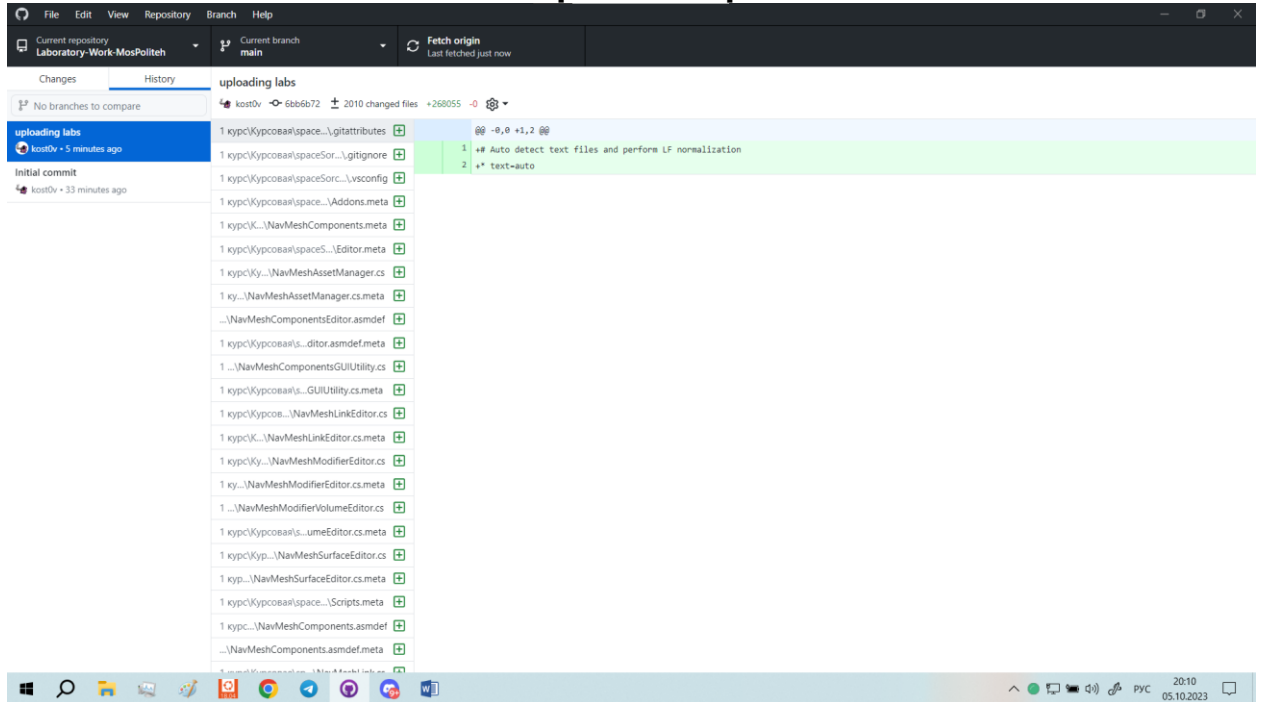 File Edit View Repository Branch Help
Current repository
Laboratory-Work-MosPoliteh
Current branch
main
Fetch origin
Last fetched just now
Changes History
No branches to compare
uploading labs
kost0v • 5 minutes ago
Initial commit
kost0v • 33 minutes ago
uploading labs
kost0v 6bb6b72 2010 changed files +268055 -0
1 курс\Курсовая\space...\.gitattributes
1 курс\Курсовая\spaceSor...\.gitignore
1 курс\Курсовая\spaceSorc...\.vsconfig
1 курс\Курсовая\space...\Addons.meta
1 курс\К...\NavMeshComponents.meta
1 курс\Курсовая\spaceS...\Editor.meta
1 курс\Ку...\NavMeshAssetManager.cs
1 ку...\NavMeshAssetManager.cs.meta
...\NavMeshComponentsEditor.asmdef
1 курс\Курсовая\s...ditor.asmdef.meta
1 ...\NavMeshComponentsGUIUtility.cs
1 курс\Курсовая\s...GUIUtility.cs.meta
1 курс\Курсов...\NavMeshLinkEditor.cs
1 курс\К...\NavMeshLinkEditor.cs.meta
1 курс\Ку...\NavMeshModifierEditor.cs
1 ку...\NavMeshModifierEditor.cs.meta
1 ...\NavMeshModifierVolumeEditor.cs
1 курс\Курсовая\s...umeEditor.cs.meta
1 курс\Кур...\NavMeshSurfaceEditor.cs
1 кур...\NavMeshSurfaceEditor.cs.meta
1 курс\Курсовая\space...\Scripts.meta
1 курс...\NavMeshComponents.asmdef
...\NavMeshComponents.asmdef.meta
@@ -0,0 +1,2 @@
1 +# Auto detect text files and perform LF normalization
2 +* text=auto
РУС
20:10
05.10.2023